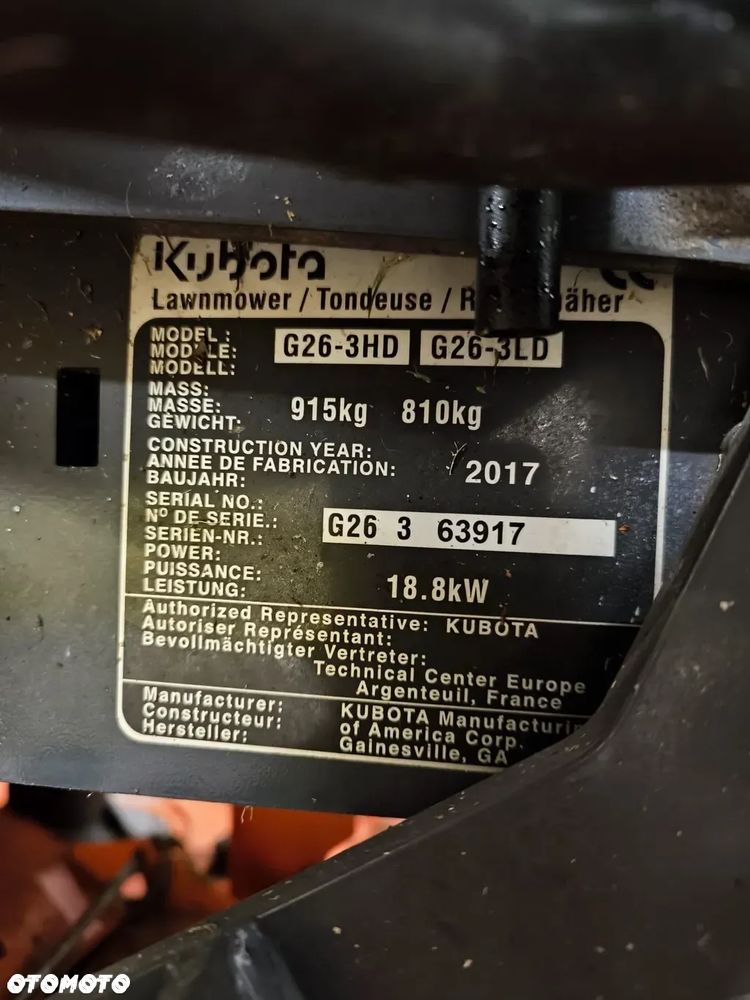 Kubota
Lawnmower / Tondeuse / äher
MODEL : G26-3HD G26-3LD
MODELE:
MODELL:
MASS:
MASSE: 915kg 810kg
GEWICHT:
CONSTRUCTION YEAR:
ANNEE DE FABRICATION: 2017
BAUJAHR:
SERIAL NO.:
Nº DE SERIE.: G26 3 63917
SERIEN-NR.:
POWER:
PUISSANCE:
LEISTUNG: 18.8kW
Authorized Representative: KUBOTA
Autoriser Représentant:
Bevollmächtigter Vertreter:
Technical Center Europe
Argenteuil, France
Manufacturer: KUBOTA Manufacturin
Constructeur: of America Corp.
Hersteller: Gainesville, GA
OTOMOTO